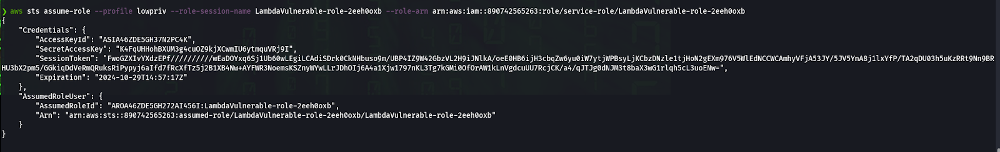 ❯ aws sts assume-role --profile lowpriv --role-session-name LambdaVulnerable-role-2eeh0oxb --role-arn arn:aws:iam::890742565263:role/service-role/LambdaVulnerable-role-2eeh0oxb
{
    "Credentials": {
        "AccessKeyId": "ASIA46ZDE5GH37N2PC4K",
        "SecretAccessKey": "K4FqUHHohBXUM3g4cuOZ9kjXCwmIU6ytmquVRj9I",
        "SessionToken": "FwoGZXIvYXdzEPf//////////wEaDOYxq6Sj1Ub60wLEgiLCAdiSDrk0CkNHbuso9m/UBP4IZ9W42GbzVL2H9iJNlkA/oeE0HB6ijH3cbqZw6yu0iW7ytjWPBsyLjKCbzDNzle1tjHoN2gEXm976V5WlEdNCCWCAmhyVFjA53JY/5JV5YnA8j1lxYfP/TA2qDU03h5uKzRRt9Nn9BR
HU3bX2pm5/GGkiqDdVeRmQRuksRiPypyj6aIfd7fRcXfTz5j2B1XB4Nw+AYFWR3NoemsKSZnyWYwLLrJDhOIj6A4a1Xjw1797nKL3Tg7kGMi0OfOrAW1kLnVgdcuUU7RcjCK/a4/qJTJg0dNJM3t8baX3wG1rlqh5cL3uoENw=",
        "Expiration": "2024-10-29T14:57:17Z"
    },
    "AssumedRoleUser": {
        "AssumedRoleId": "AROA46ZDE5GH272AI456I:LambdaVulnerable-role-2eeh0oxb",
        "Arn": "arn:aws:sts::890742565263:assumed-role/LambdaVulnerable-role-2eeh0oxb/LambdaVulnerable-role-2eeh0oxb"
    }
}